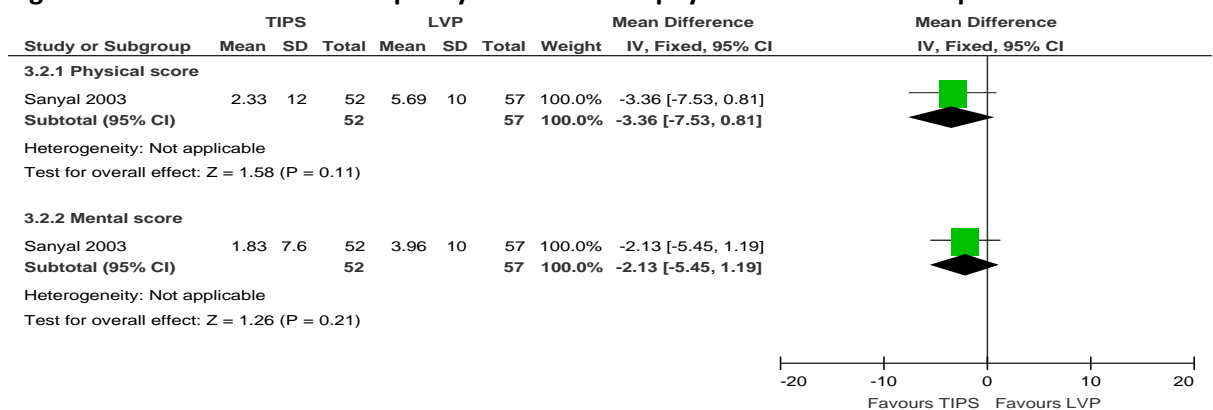 TIPS LVP Mean Difference Mean Difference
Study or Subgroup Mean SD Total Mean SD Total Weight IV, Fixed, 95% CI IV, Fixed, 95% CI
3.2.1 Physical score
Sanyal 2003 2.33 12 52 5.69 10 57 100.0% -3.36 [-7.53, 0.81]
Subtotal (95% CI) 52 57 100.0% -3.36 [-7.53, 0.81]
Heterogeneity: Not applicable
Test for overall effect: Z = 1.58 (P = 0.11)
3.2.2 Mental score
Sanyal 2003 1.83 7.6 52 3.96 10 57 100.0% -2.13 [-5.45, 1.19]
Subtotal (95% CI) 52 57 100.0% -2.13 [-5.45, 1.19]
Heterogeneity: Not applicable
Test for overall effect: Z = 1.26 (P = 0.21)
-20 -10 0 10 20
Favours TIPS Favours LVP